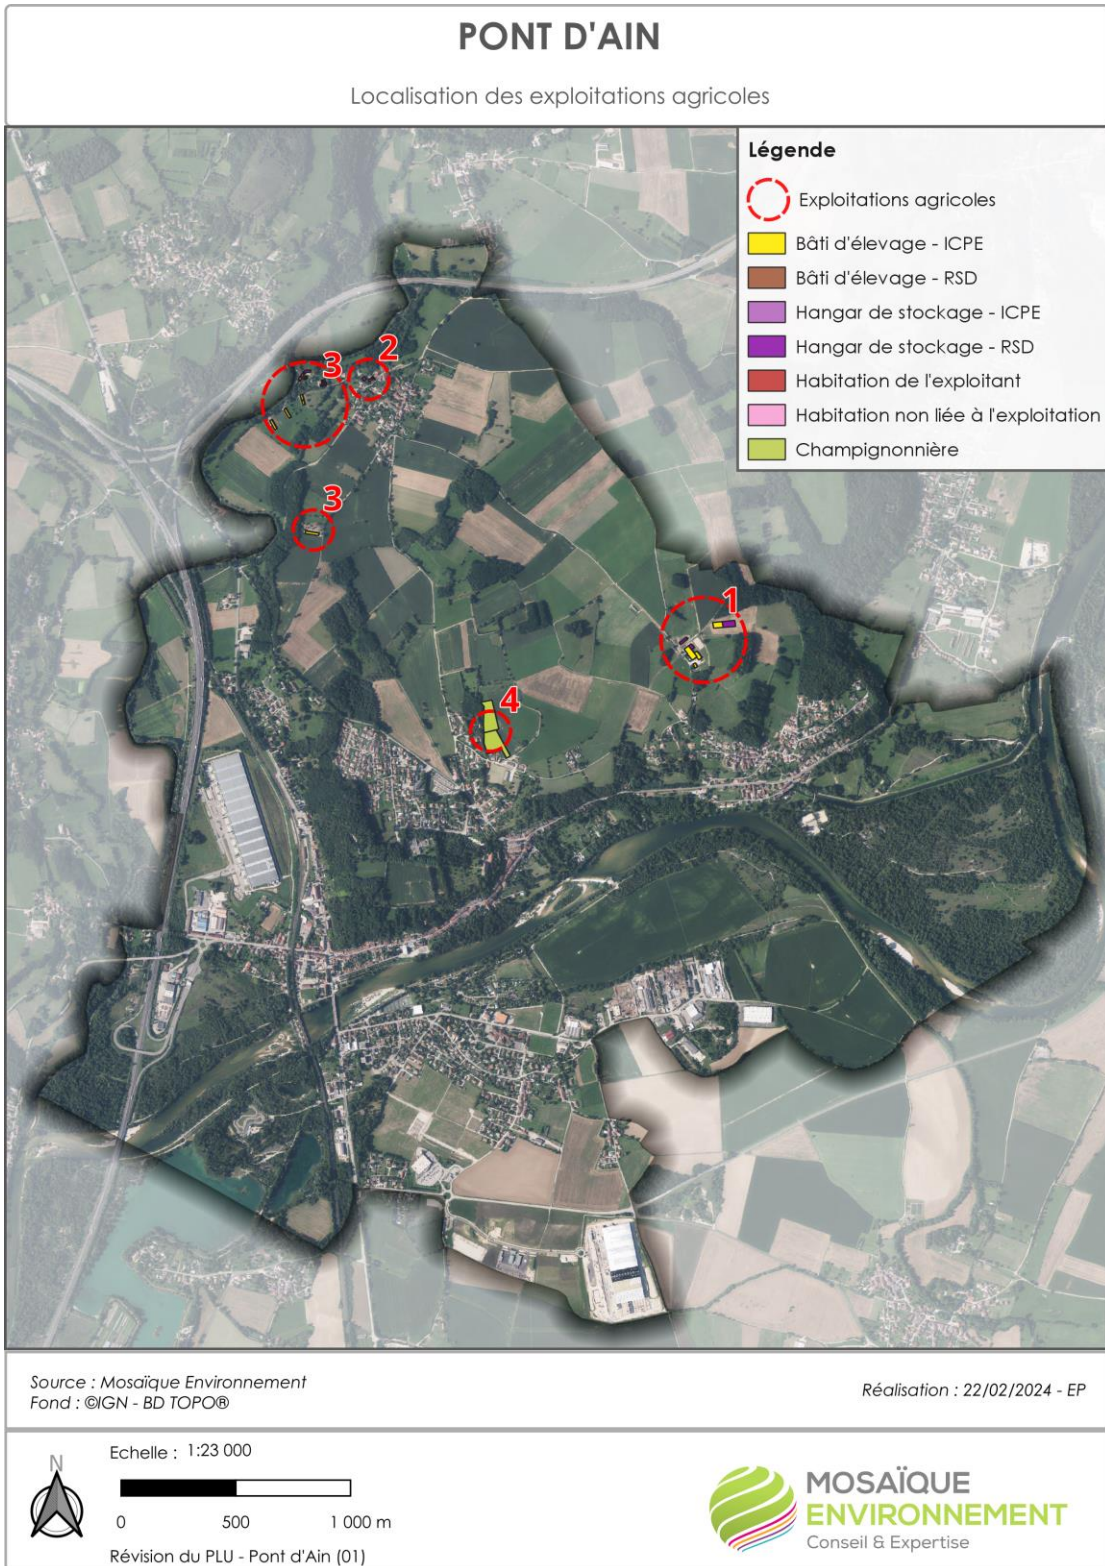 PONT D'AIN
Localisation des exploitations agricoles
Légende
Exploitations agricoles
Bâti d'élevage - ICPE
Bâti d'élevage - RSD
Hangar de stockage - ICPE
Hangar de stockage - RSD
Habitation de l'exploitant
Habitation non liée à l'exploitation
Champignonnière
3
2
3
1
4
Source : Mosaïque Environnement
Fond : ©IGN - BD TOPO®
Réalisation : 22/02/2024 - EP
N
Echelle : 1:23 000
0 500 1 000 m
Révision du PLU - Pont d'Ain (01)
MOSAÏQUE
ENVIRONNEMENT
Conseil & Expertise